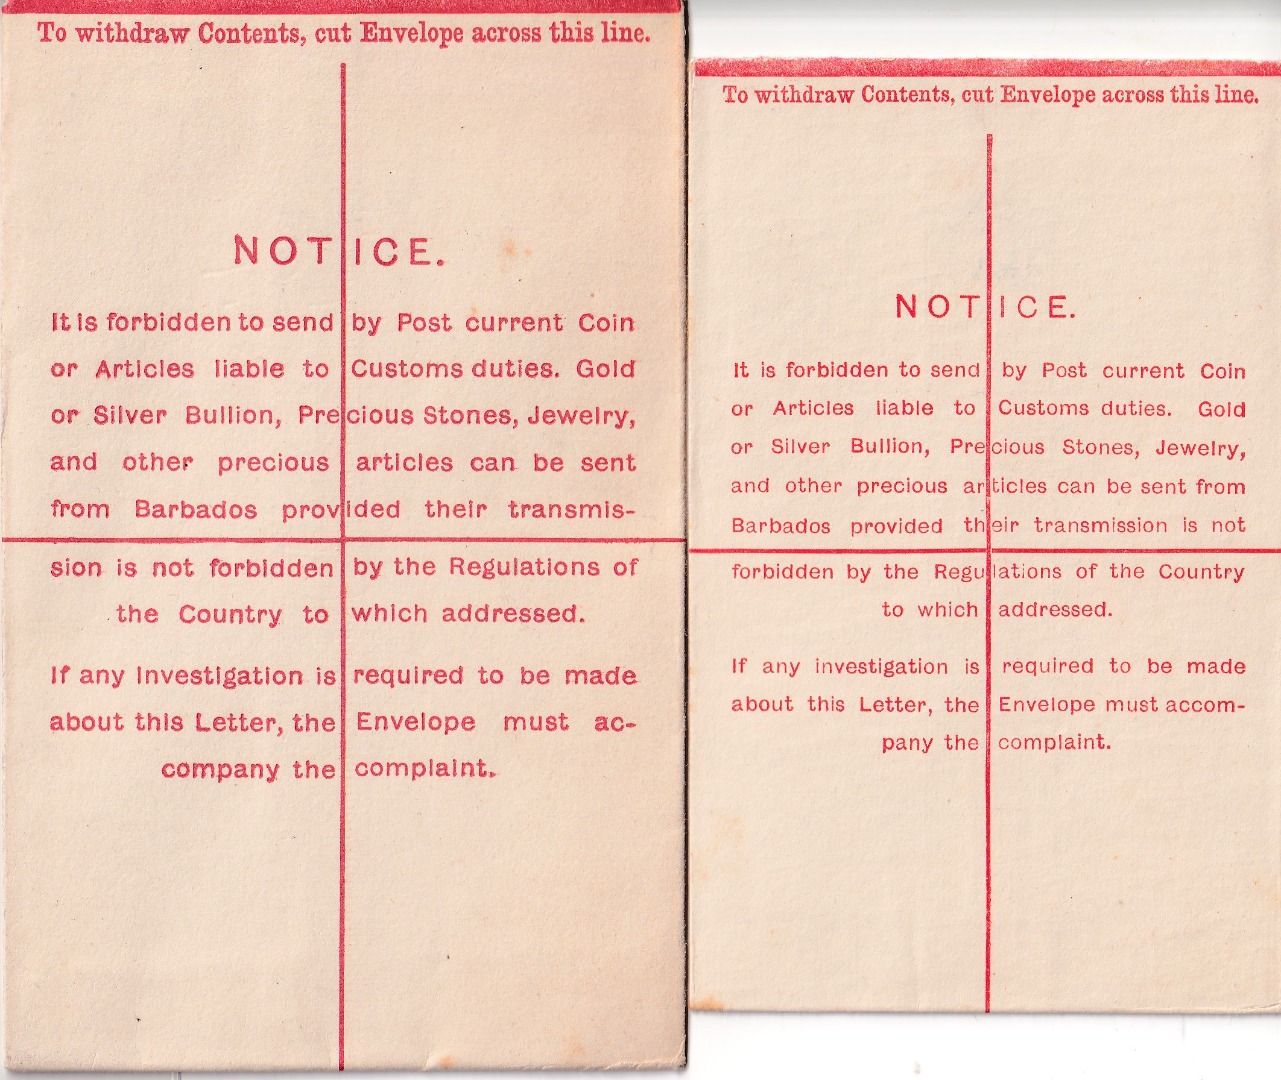 To withdraw Contents, cut Envelope across this line.
NOTICE.
It is forbidden to send by Post current Coin
or Articles liable to Customs duties. Gold
or Silver Bullion, Precious Stones, Jewelry,
and other precious articles can be sent
from Barbados provided their transmis-
sion is not forbidden by the Regulations of
the Country to which addressed.
If any investigation is required to be made
about this Letter, the Envelope must ac-
company the complaint.
To withdraw Contents, cut Envelope across this line.
NOTICE.
It is forbidden to send by Post current Coin
or Articles liable to Customs duties. Gold
or Silver Bullion, Precious Stones, Jewelry,
and other precious articles can be sent from
Barbados provided their transmission is not
forbidden by the Regulations of the Country
to which addressed.
If any investigation is required to be made
about this Letter, the Envelope must accom-
pany the complaint.